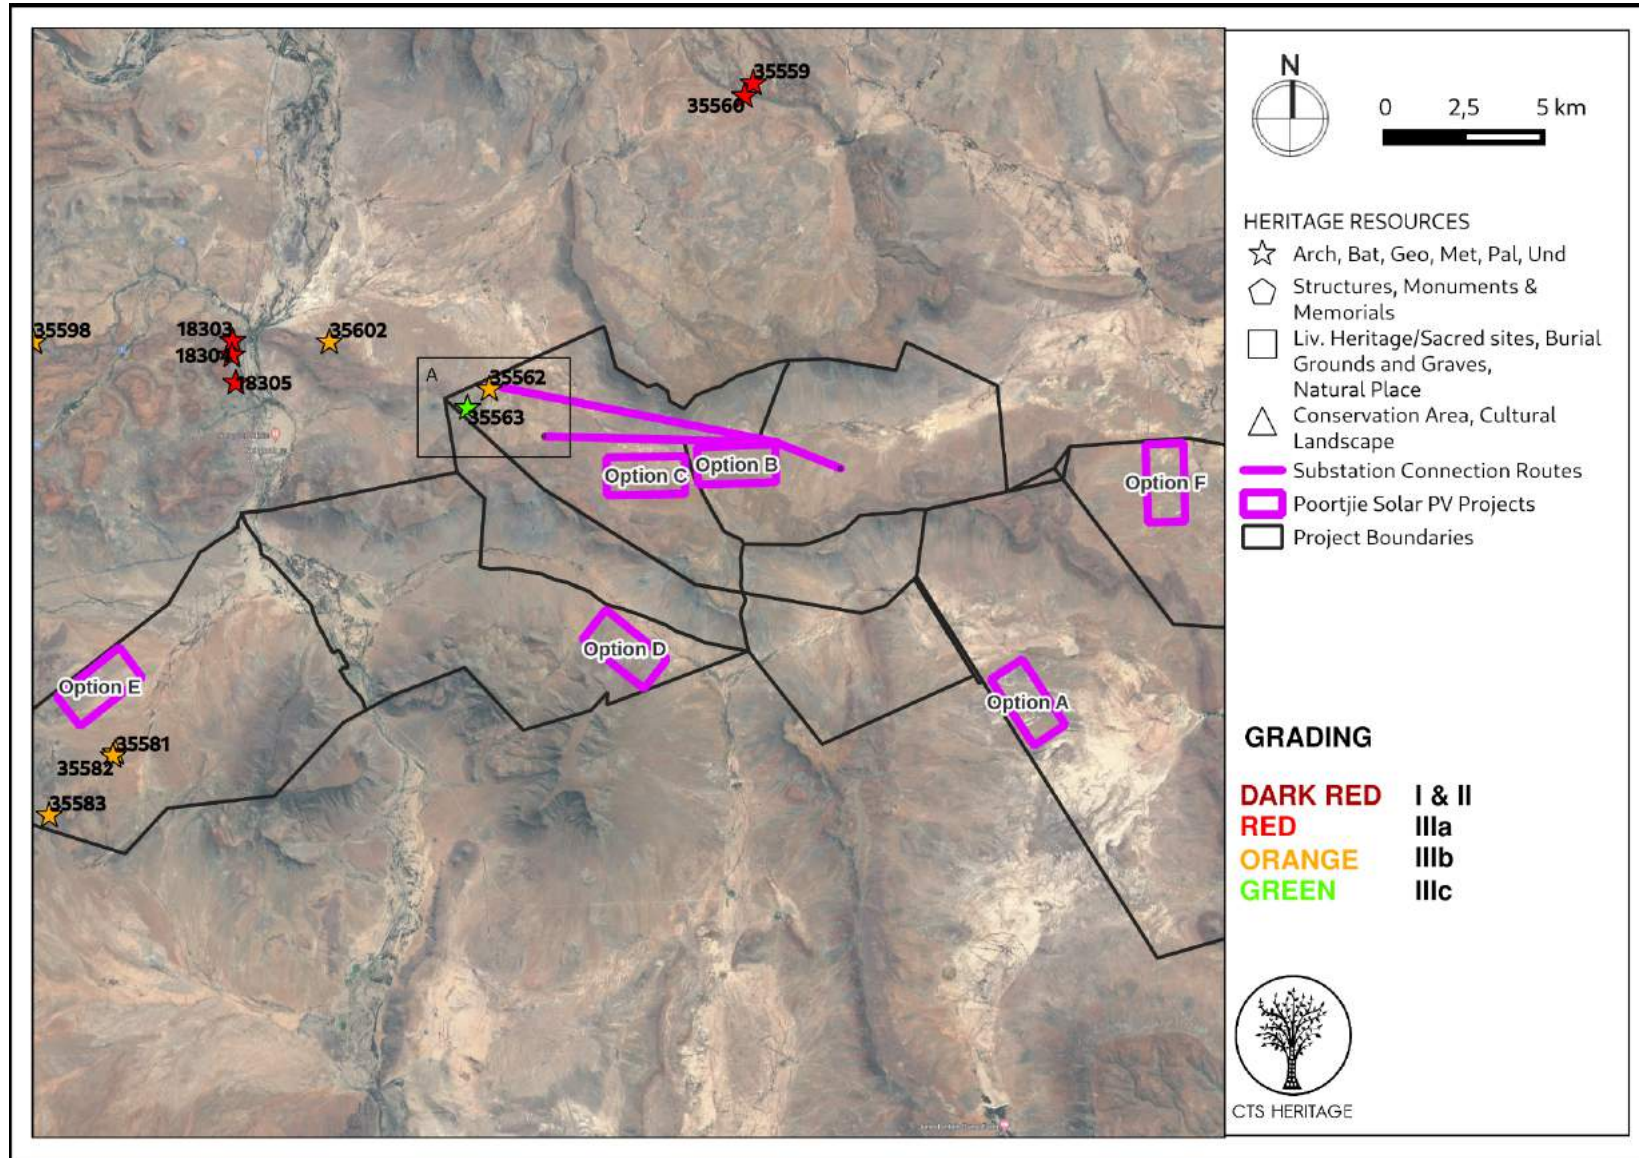 35559
35560
35598
18303
18304
18305
35602
A
35562
35563
Option C
Option B
Option F
Option D
Option E
Option A
35581
35582
35583
N
0 2,5 5 km
HERITAGE RESOURCES
Arch, Bat, Geo, Met, Pal, Und
Structures, Monuments &
Memorials
Liv. Heritage/Sacred sites, Burial
Grounds and Graves,
Natural Place
Conservation Area, Cultural
Landscape
Substation Connection Routes
Poortjie Solar PV Projects
Project Boundaries
GRADING
DARK RED I & II
RED IIIa
ORANGE IIIb
GREEN IIIc
CTS HERITAGE